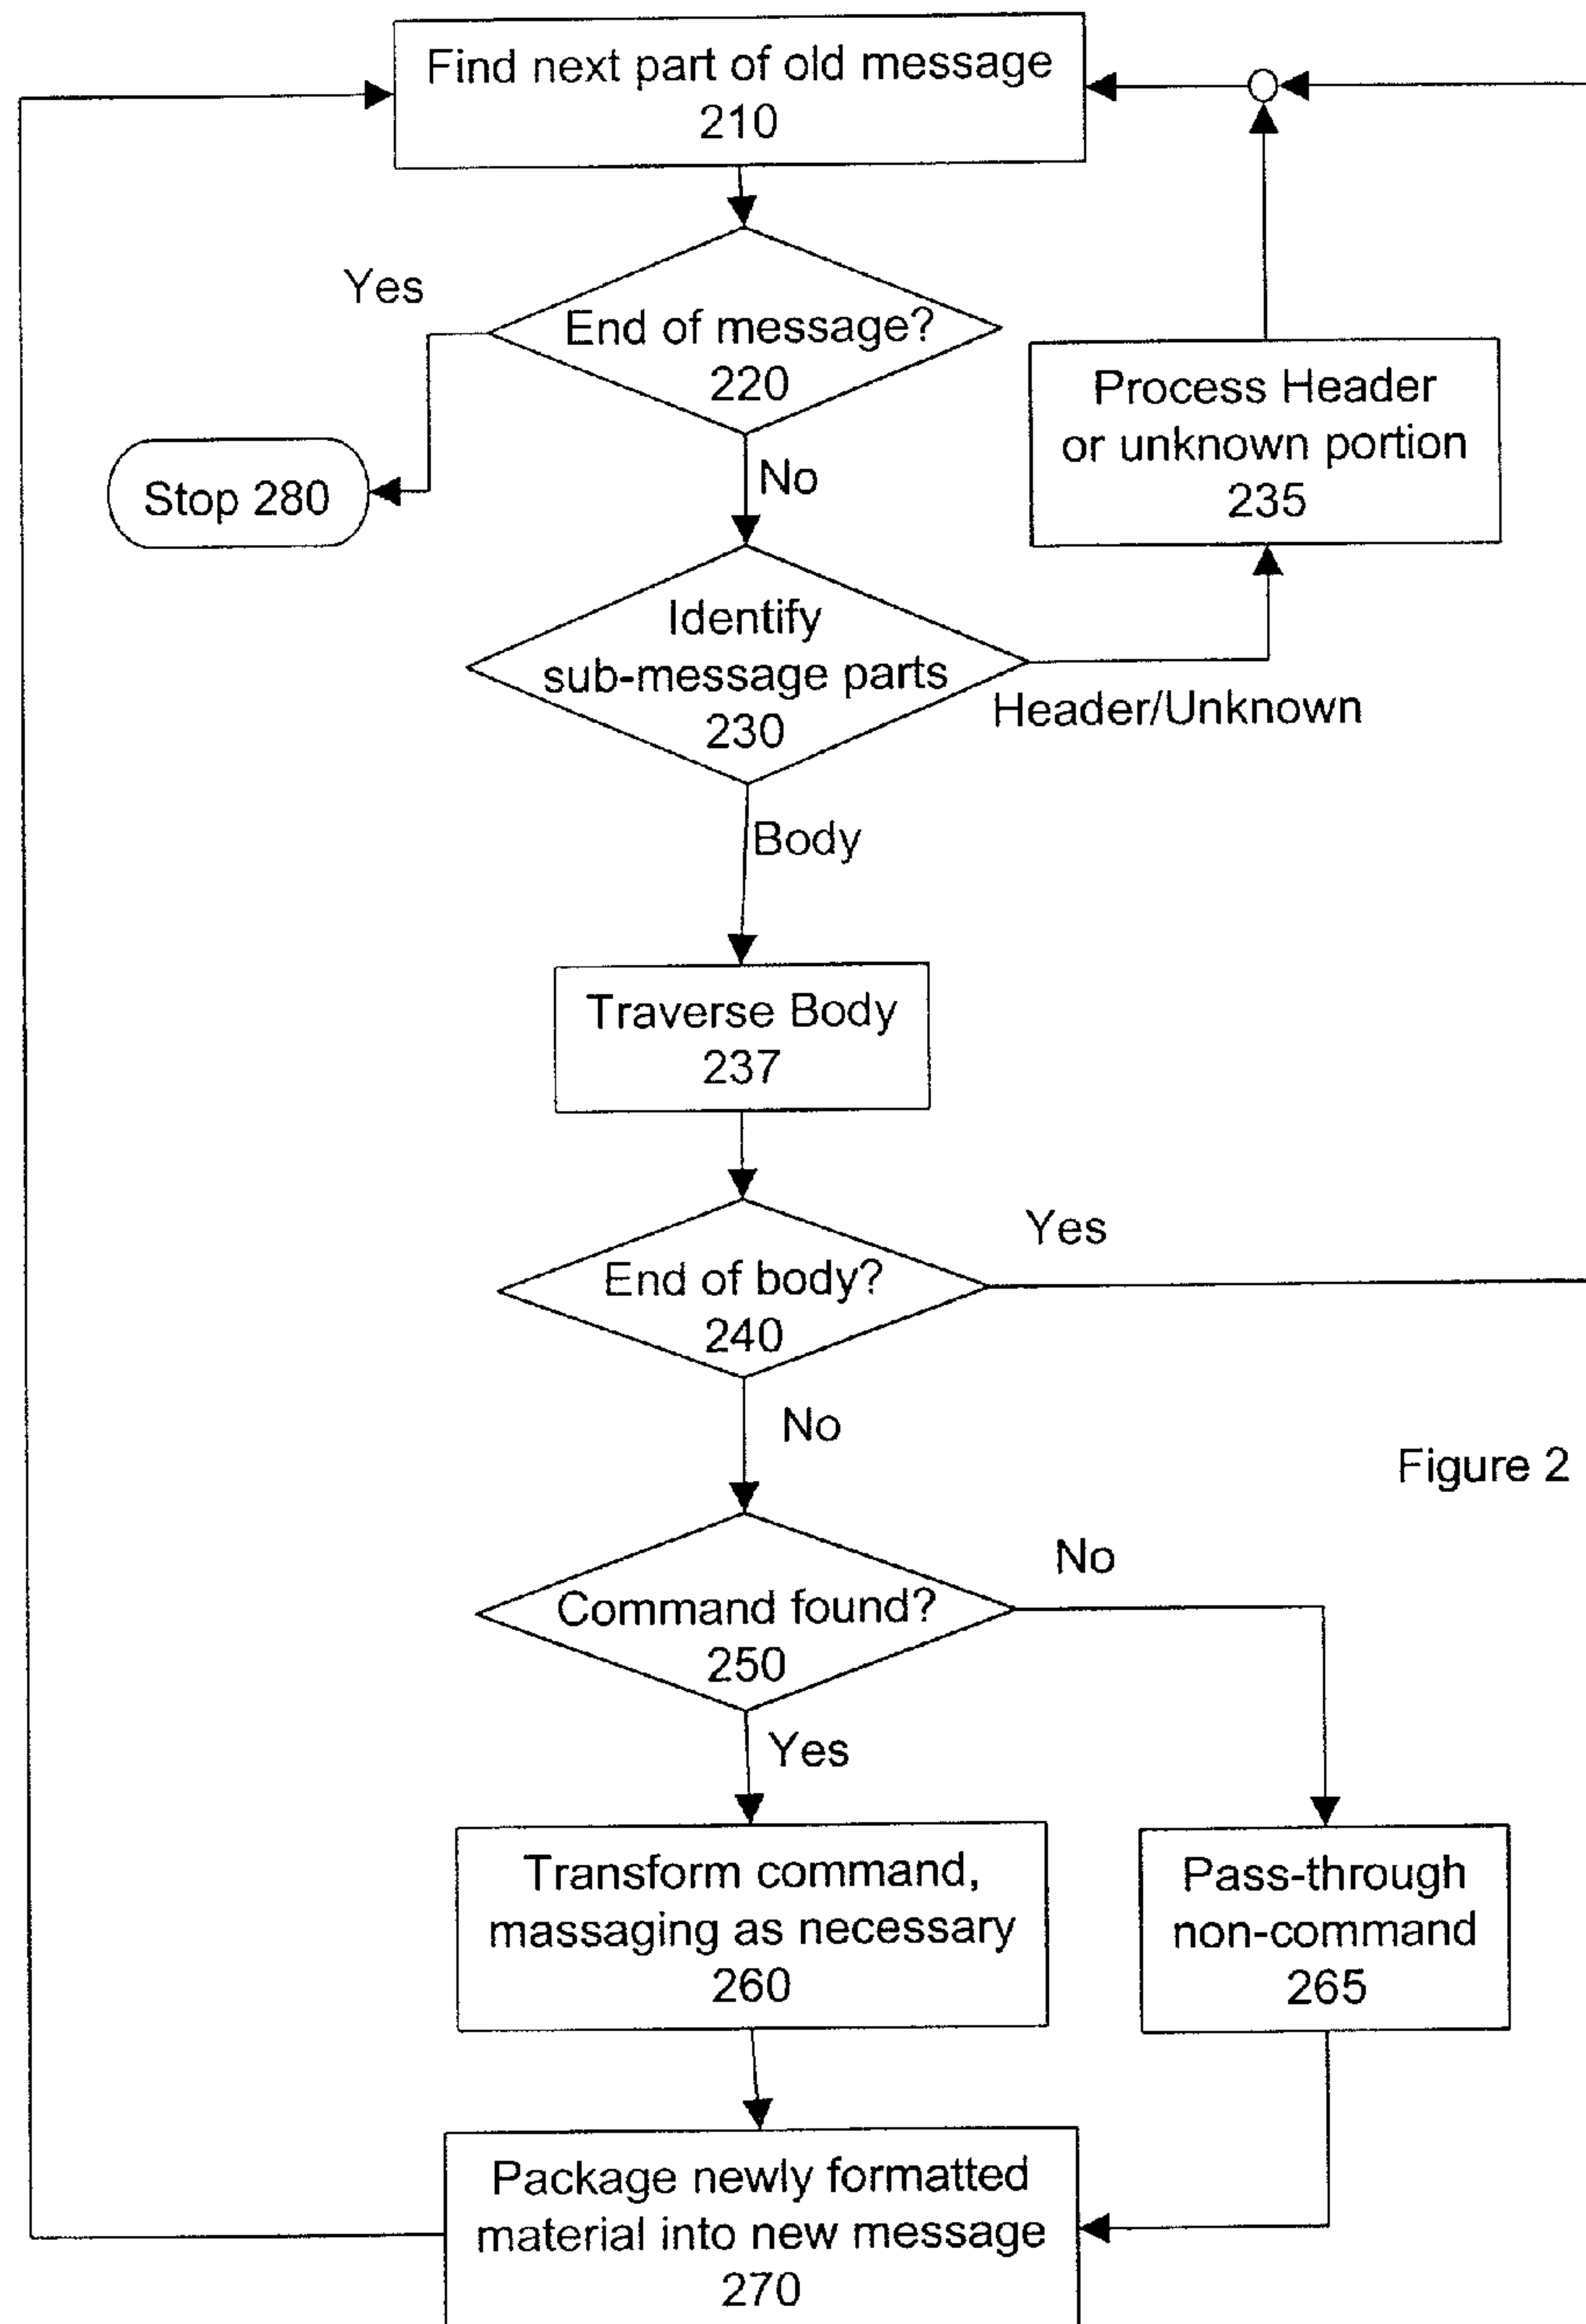 Find next part of old message
210
Yes
End of message?
220
Process Header
or unknown portion
235
Stop 280
No
Identify
sub-message parts
230
Header/Unknown
Body
Traverse Body
237
Yes
End of body?
240
No
Figure 2
No
Command found?
250
Yes
Transform command,
massaging as necessary
260
Pass-through
non-command
265
Package newly formatted
material into new message
270